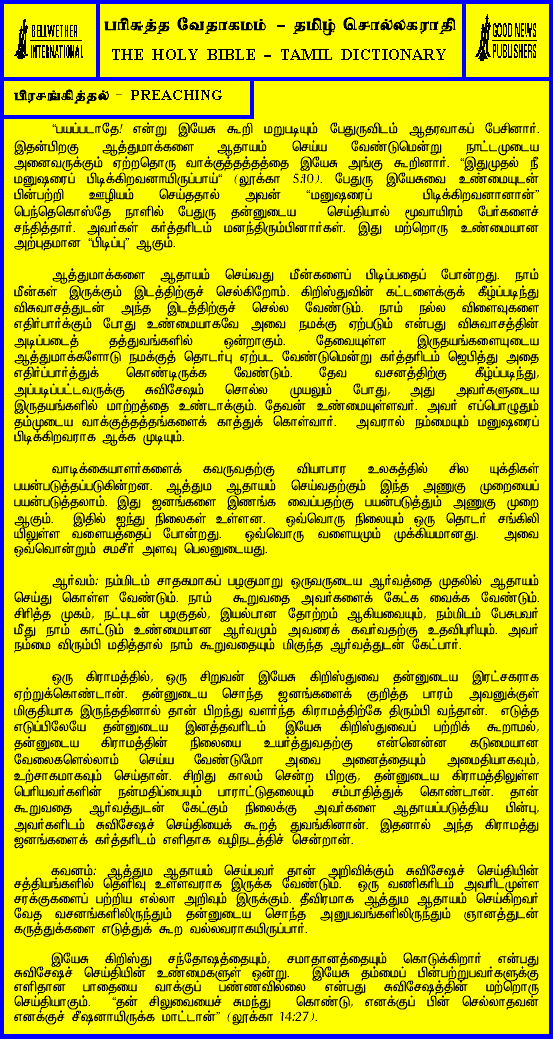 BELLWETHER
INTERNATIONAL
பரிசுத்த வேதாகமம் - தமிழ் சொல்லகராதி
THE HOLY BIBLE - TAMIL DICTIONARY
GOOD NEWS
PUBLISHERS
பிரசங்கித்தல் - PREACHING
“பயப்படாதே! என்று இயேசு கூறி மறுபடியும் பேதுருவிடம் ஆதரவாகப் பேசினார்.
இதன்பிறகு ஆத்துமாக்களை ஆதாயம் செய்ய வேண்டுமென்று நாட்டமுடைய
அனைவருக்கும் ஏற்றதொரு வாக்குத்தத்தத்தை இயேசு அங்கு கூறினார். “இதுமுதல் நீ
மனுஷரைப் பிடிக்கிறவனாயிருப்பாய்” (லூக்கா 5:10). பேதுரு இயேசுவை உண்மையுடன்
பின்பற்றி ஊழியம் செய்ததால் அவன் “மனுஷரைப் பிடிக்கிறவனானான்”
பெந்தெகொஸ்தே நாளில் பேதுரு தன்னுடைய செய்தியால் மூவாயிரம் பேர்களைச்
சந்தித்தார். அவர்கள் கர்த்தரிடம் மனந்திரும்பினார்கள். இது மற்றொரு உண்மையான
அற்புதமான “பிடிப்பு” ஆகும்.
ஆத்துமாக்களை ஆதாயம் செய்வது மீன்களைப் பிடிப்பதைப் போன்றது. நாம்
மீன்கள் இருக்கும் இடத்திற்குச் செல்கிறோம். கிறிஸ்துவின் கட்டளைக்குக் கீழ்ப்படிந்து
விசுவாசத்துடன் அந்த இடத்திற்குச் செல்ல வேண்டும். நாம் நல்ல விளைவுகளை
எதிர்பார்க்கும் போது உண்மையாகவே அவை நமக்கு ஏற்படும் என்பது விசுவாசத்தின்
அடிப்படைத் தத்துவங்களில் ஒன்றாகும். தேவையுள்ள இருதயங்களையுடைய
ஆத்துமாக்களோடு நமக்குத் தொடர்பு ஏற்பட வேண்டுமென்று கர்த்தரிடம் ஜெபித்து அதை
எதிர்பார்த்துக் கொண்டிருக்க வேண்டும். தேவ வசனத்திற்கு கீழ்ப்படிந்து,
அப்படிப்பட்டவருக்கு சுவிசேஷம் சொல்ல முயலும் போது, அது அவர்களுடைய
இருதயங்களில் மாற்றத்தை உண்டாக்கும். தேவன் உண்மையுள்ளவர். அவர் எப்பொழுதும்
தம்முடைய வாக்குத்தத்தங்களைக் காத்துக் கொள்வார். அவரால் நம்மையும் மனுஷரைப்
பிடிக்கிறவராக ஆக்க முடியும்.
வாடிக்கையாளர்களைக் கவருவதற்கு வியாபார உலகத்தில் சில யுக்திகள்
பயன்படுத்தப்படுகின்றன. ஆத்தும ஆதாயம் செய்வதற்கும் இந்த அணுகு முறையைப்
பயன்படுத்தலாம். இது ஜனங்களை இணங்க வைப்பதற்கு பயன்படுத்தும் அணுகு முறை
ஆகும். இதில் ஐந்து நிலைகள் உள்ளன. ஒவ்வொரு நிலையும் ஒரு தொடர் சங்கிலி
யிலுள்ள வளையத்தைப் போன்றது. ஒவ்வொரு வளையமும் முக்கியமானது. அவை
ஒவ்வொன்றும் சமசீர் அளவு பெலனுடையது.
ஆர்வம்: நம்மிடம் சாதகமாகப் பழகுமாறு ஒருவருடைய ஆர்வத்தை முதலில் ஆதாயம்
செய்து கொள்ள வேண்டும். நாம் கூறுவதை அவர்களைக் கேட்க வைக்க வேண்டும்.
சிரித்த முகம், நட்புடன் பழகுதல், இயல்பான தோற்றம் ஆகியவையும், நம்மிடம் பேசுபவர்
மீது நாம் காட்டும் உண்மையான ஆர்வமும் அவரைக் கவர்வதற்கு உதவிபுரியும். அவர்
நம்மை விரும்பி மதித்தால் நாம் கூறுவதையும் மிகுந்த ஆர்வத்துடன் கேட்பார்.
ஒரு கிராமத்தில், ஒரு சிறுவன் இயேசு கிறிஸ்துவை தன்னுடைய இரட்சகராக
ஏற்றுக்கொண்டான். தன்னுடைய சொந்த ஜனங்களைக் குறித்த பாரம் அவனுக்குள்
மிகுதியாக இருந்ததினால் தான் பிறந்து வளர்ந்த கிராமத்திற்கே திரும்பி வந்தான். எடுத்த
எடுப்பிலேயே தன்னுடைய இனத்தவரிடம் இயேசு கிறிஸ்துவைப் பற்றிக் கூறாமல்,
தன்னுடைய கிராமத்தின் நிலையை உயர்த்துவதற்கு என்னென்ன கடுமையான
வேலைகளெல்லாம் செய்ய வேண்டுமோ அவை அனைத்தையும் அமைதியாகவும்,
உற்சாகமாகவும் செய்தான். சிறிது காலம் சென்ற பிறகு, தன்னுடைய கிராமத்திலுள்ள
பெரியவர்களின் நன்மதிப்பையும் பாராட்டுதலையும் சம்பாதித்துக் கொண்டான். தான்
கூறுவதை ஆர்வத்துடன் கேட்கும் நிலைக்கு அவர்களை ஆதாயப்படுத்திய பின்பு,
அவர்களிடம் சுவிசேஷச் செய்தியைக் கூறத் துவங்கினான். இதனால் அந்த கிராமத்து
ஜனங்களைக் கர்த்தரிடம் எளிதாக வழிநடத்திச் சென்றான்.
கவனம்: ஆத்தும ஆதாயம் செய்பவர் தான் அறிவிக்கும் சுவிசேஷச் செய்தியின்
சத்தியங்களில் தெளிவு உள்ளவராக இருக்க வேண்டும். ஒரு வணிகரிடம் அவரிடமுள்ள
சரக்குகளைப் பற்றிய எல்லா அறிவும் இருக்கும். தீவிரமாக ஆத்தும ஆதாயம் செய்கிறவர்
வேத வசனங்களிலிருந்தும் தன்னுடைய சொந்த அனுபவங்களிலிருந்தும் ஞானத்துடன்
கருத்துக்களை எடுத்துக் கூற வல்லவராகயிருப்பார்.
இயேசு கிறிஸ்து சந்தோஷத்தையும், சமாதானத்தையும் கொடுக்கிறார் என்பது
சுவிசேஷச் செய்தியின் உண்மைகளுள் ஒன்று. இயேசு தம்மைப் பின்பற்றுபவர்களுக்கு
எளிதான பாதையை வாக்குப் பண்ணவில்லை என்பது சுவிசேஷத்தின் மற்றொரு
செய்தியாகும். “தன் சிலுவையைச் சுமந்து கொண்டு, எனக்குப் பின் செல்லாதவன்
எனக்குச் சீஷனாயிருக்க மாட்டான்” (லூக்கா 14:27).